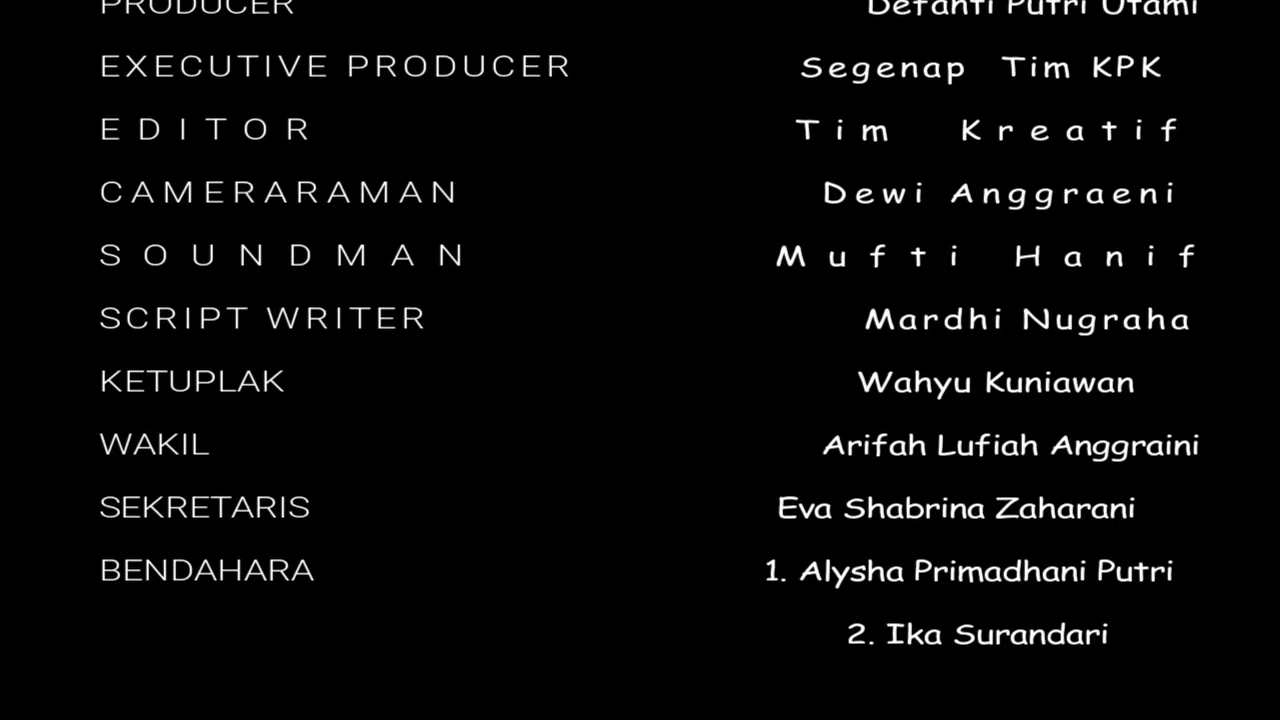 PRODUCER Defanti Putri Utami
EXECUTIVE PRODUCER Segenap Tim KPK
EDITOR Tim Kreatif
CAMERARAMAN Dewi Anggraeni
SOUNDMAN Mufti Hanif
SCRIPT WRITER Mardhi Nugraha
KETUPLAK Wahyu Kuniawan
WAKIL Arifah Lufiah Anggraini
SEKRETARIS Eva Shabrina Zaharani
BENDAHARA 1. Alysha Primadhani Putri
2. Ika Surandari